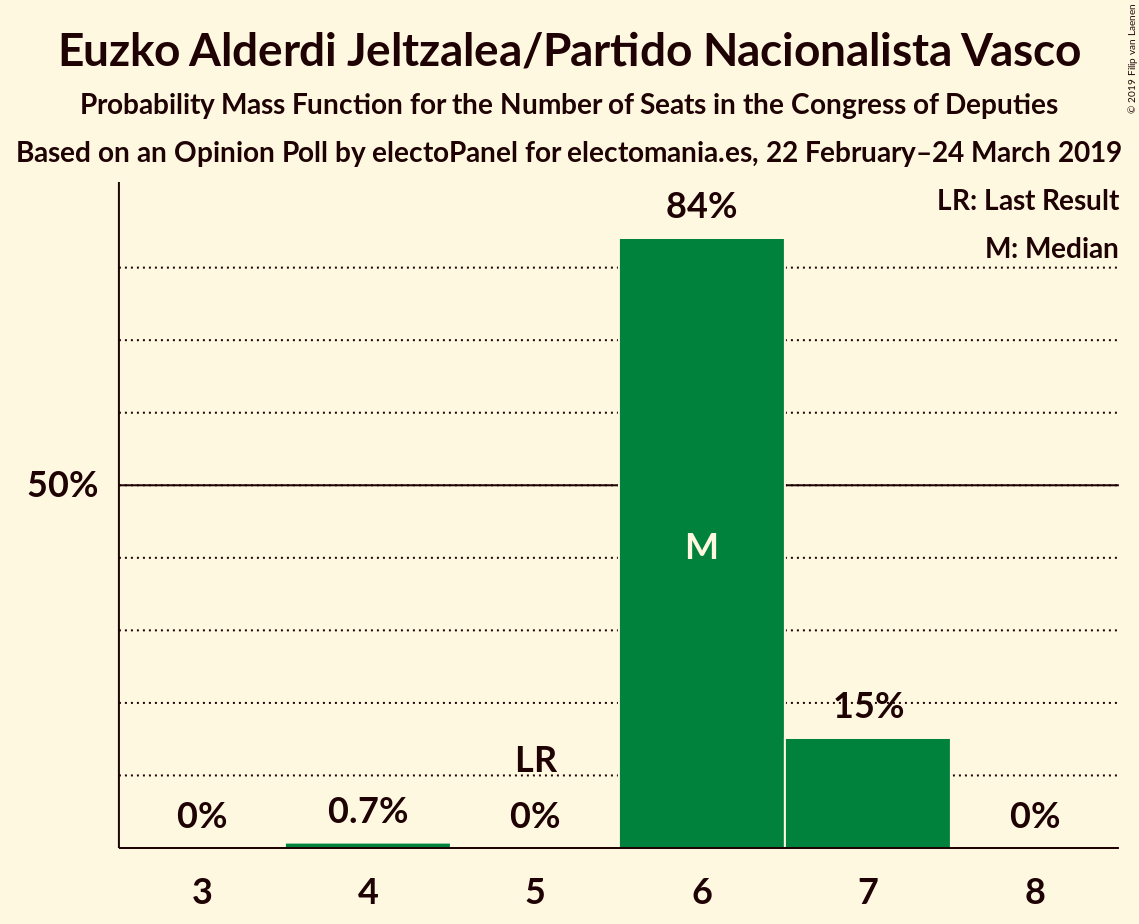 Euzko Alderdi Jeltzalea/Partido Nacionalista Vasco
Probability Mass Function for the Number of Seats in the Congress of Deputies
Based on an Opinion Poll by electoPanel for electomania.es, 22 February–24 March 2019
© 2019 Filip van Laenen
LR: Last Result
M: Median
84%
50%
M
15%
LR
0%
0.7%
0%
0%
3
4
5
6
7
8